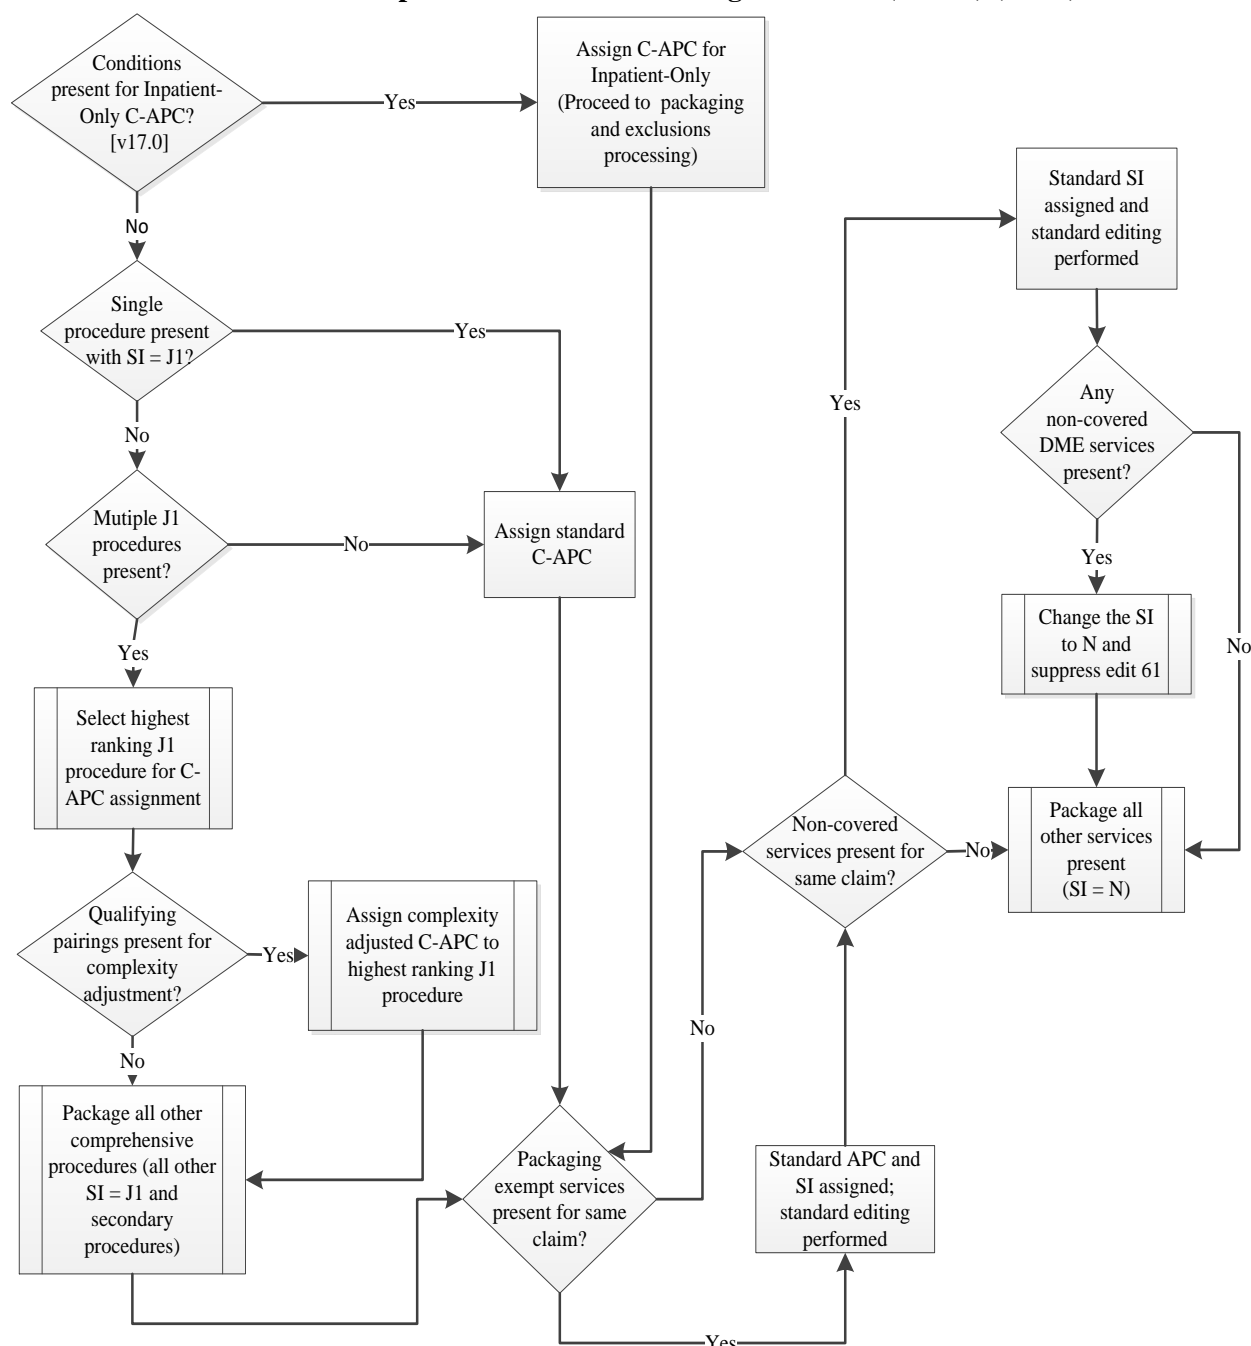 Conditions
present for Inpatient-
Only C-APC?
[v17.0]
Yes
Assign C-APC for
Inpatient-Only
(Proceed to packaging
and exclusions
processing)
No
Single
procedure present
with SI = J1?
Yes
No
Mutiple J1
procedures
present?
No
Assign standard
C-APC
Yes
Select highest
ranking J1
procedure for C-
APC assignment
Qualifying
pairings present for
complexity
adjustment?
Yes
Assign complexity
adjusted C-APC to
highest ranking J1
procedure
No
Package all other
comprehensive
procedures (all other
SI = J1 and
secondary
procedures)
Packaging
exempt services
present for same
claim?
No
Yes
Standard APC and
SI assigned;
standard editing
performed
Non-covered
services present for
same claim?
Yes
No
Standard SI
assigned and
standard editing
performed
Any
non-covered
DME services
present?
Yes
No
Change the SI
to N and
suppress edit 61
Package all
other services
present
(SI = N)